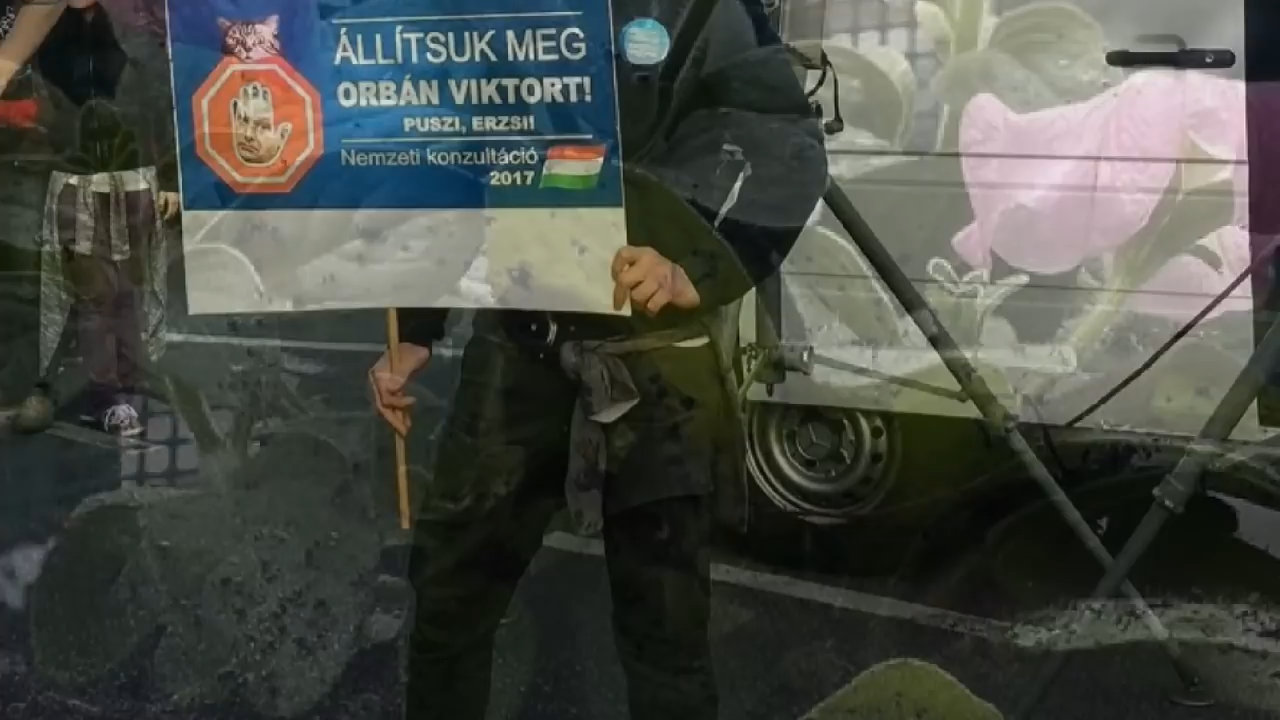 ÁLLÍTSUK MEG
ORBÁN VIKTORT!
PUSZI, ERZSI!
Nemzeti konzultáció
2017